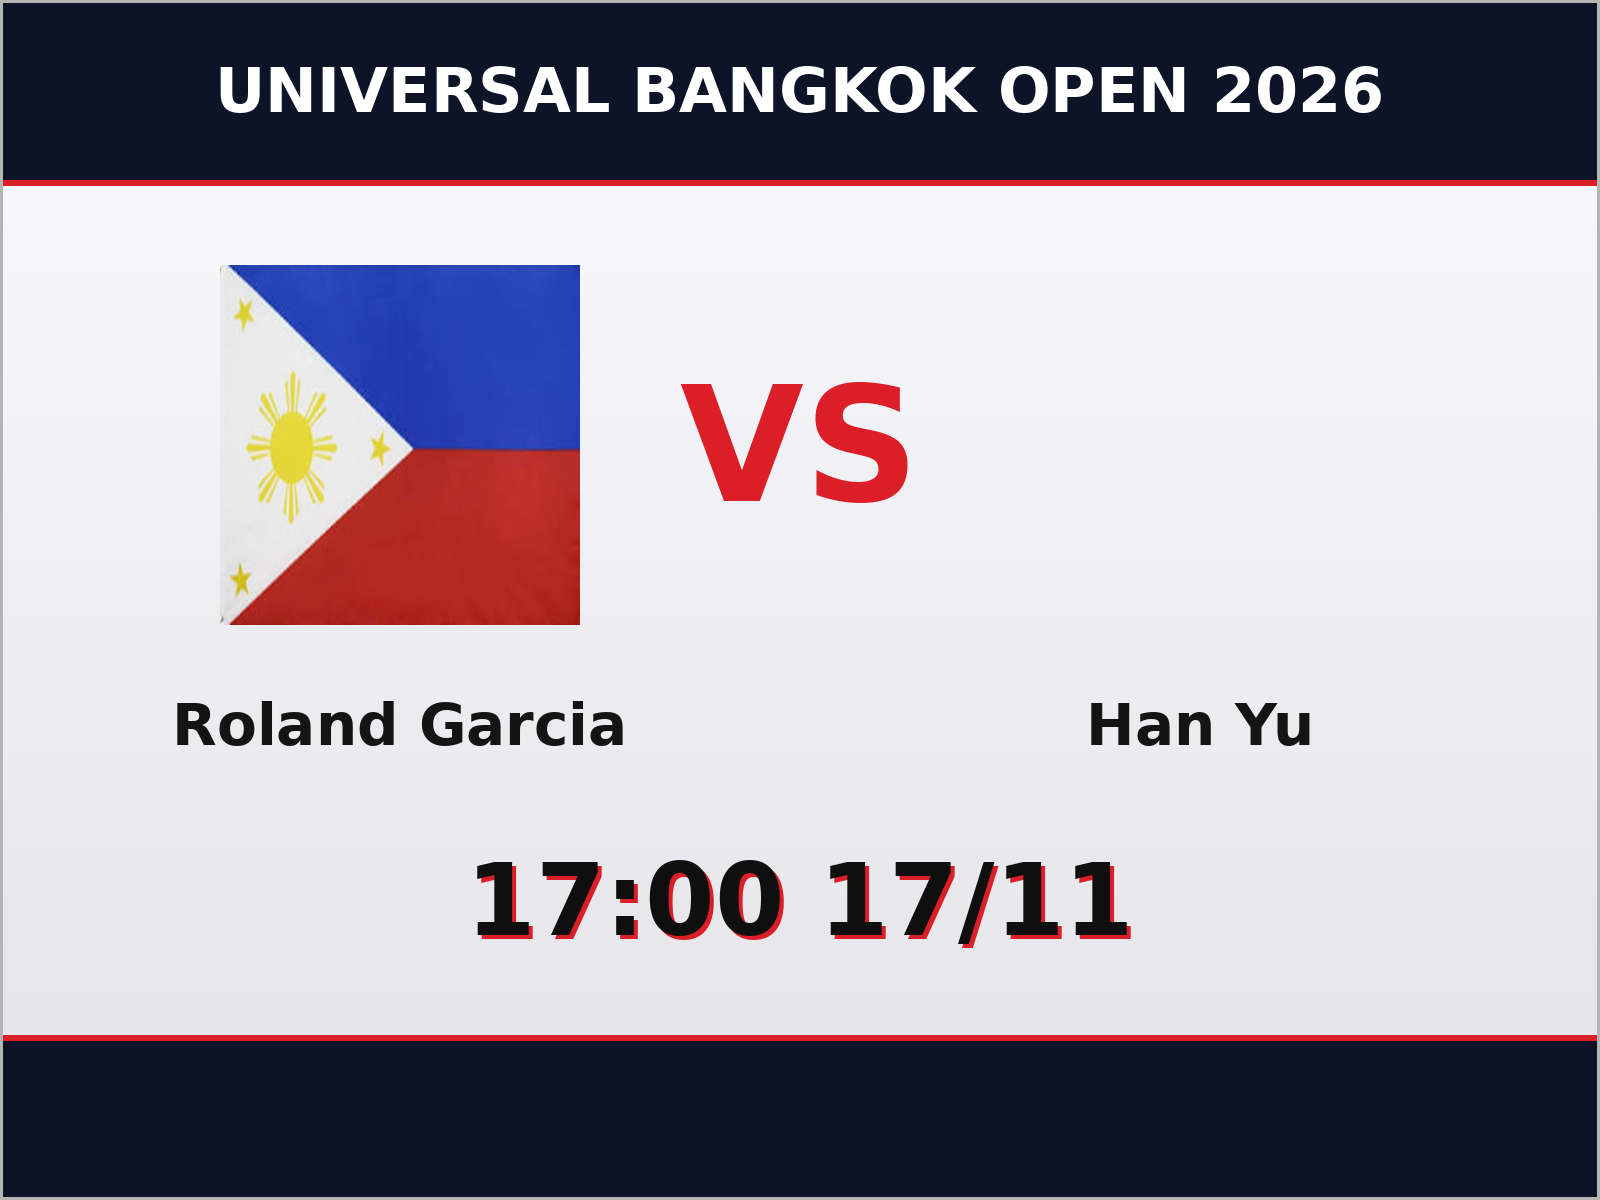 UNIVERSAL BANGKOK OPEN 2026
VS
Roland Garcia
Han Yu
17:00 17/11